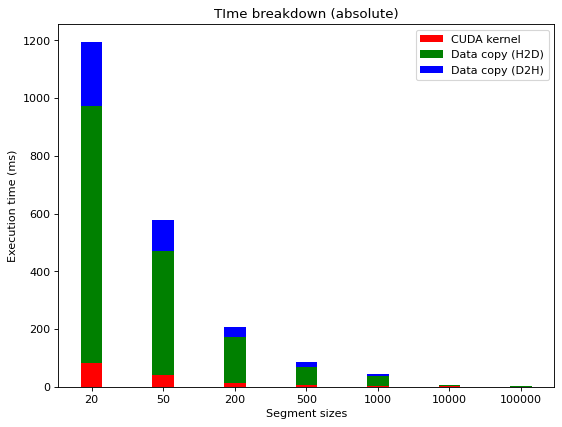 TIme breakdown (absolute)
CUDA kernel
Data copy (H2D)
Data copy (D2H)
Execution time (ms)
1200
1000
800
600
400
200
0
20 50 200 500 1000 10000 100000
Segment sizes